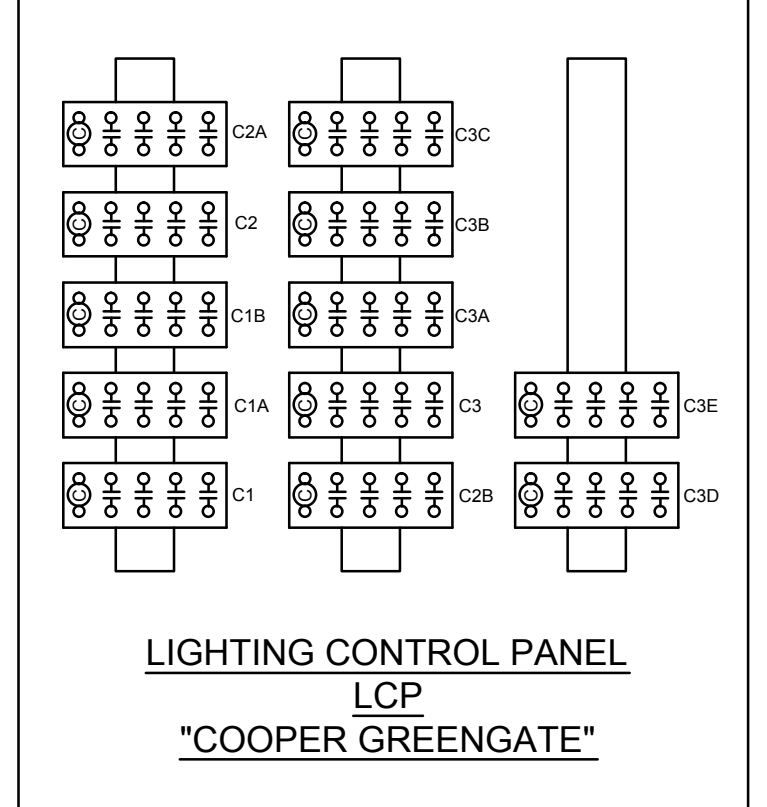 C2A
C3C
C2
C3B
C1B
C3A
C1A
C3
C3E
C1
C2B
C3D
C C
C C
C C
C C C
C C C
LIGHTING CONTROL PANEL
LCP
"COOPER GREENGATE"